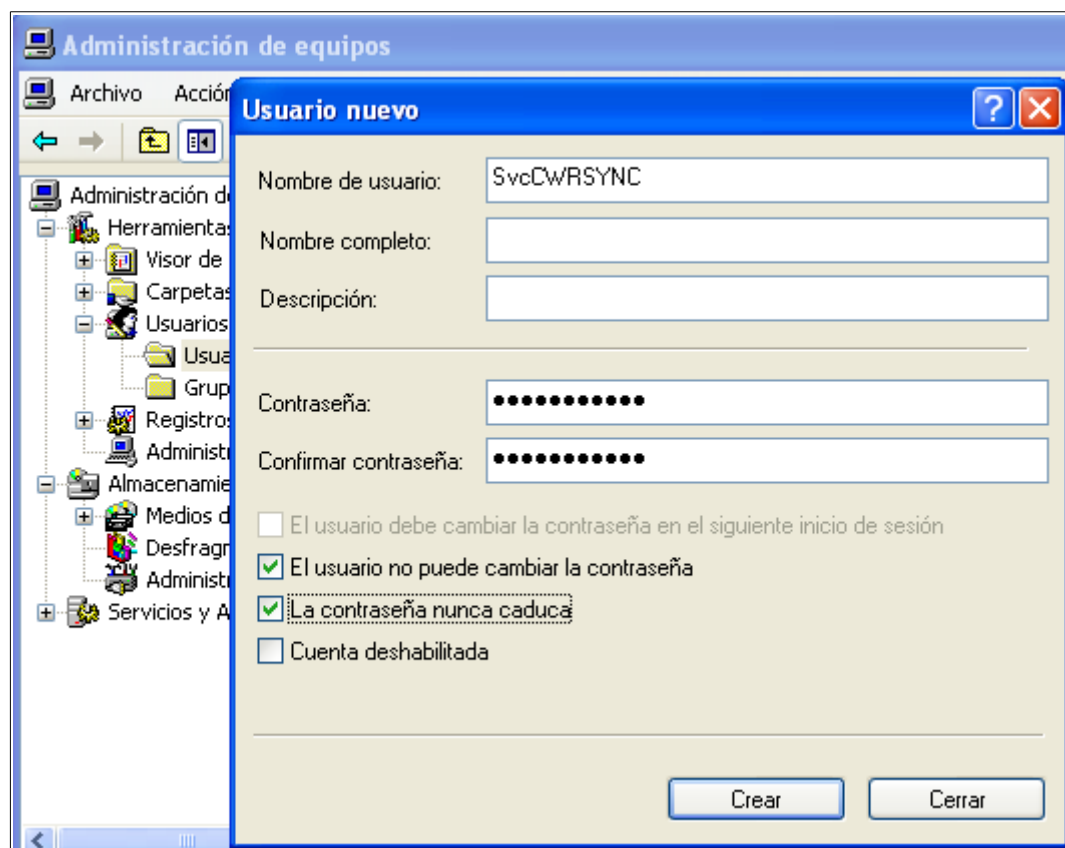 Administración de equipos
Archivo Acción
Usuario nuevo
Administración de
Herramientas
Visor de
Carpetas
Usuarios
Usua
Grup
Registros
Administ
Almacenamie
Medios d
Desfragr
Administ
Servicios y A
Nombre de usuario: SvcCWRSYNC
Nombre completo:
Descripción:
Contraseña: •••••••••••
Confirmar contraseña: •••••••••••
El usuario debe cambiar la contraseña en el siguiente inicio de sesión
El usuario no puede cambiar la contraseña
La contraseña nunca caduca
Cuenta deshabilitada
Crear Cerrar